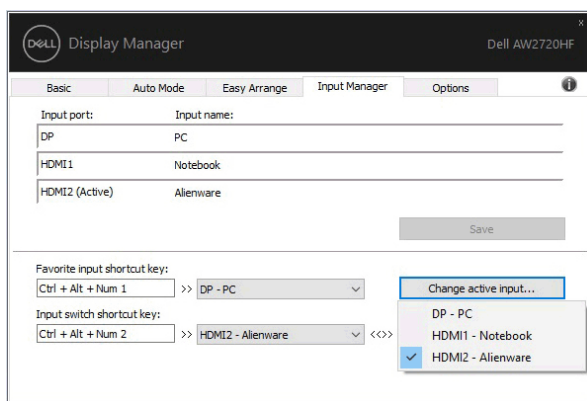 x
DELL Display Manager Dell AW2720HF
Basic Auto Mode Easy Arrange Input Manager Options i
Input port: Input name:
DP PC
HDMI1 Notebook
HDMI2 (Active) Alienware
Save
Favorite input shortcut key:
Ctrl + Alt + Num 1 >> DP - PC Change active input...
Input switch shortcut key:
Ctrl + Alt + Num 2 >> HDMI2 - Alienware <<>>
DP - PC
HDMI1 - Notebook
HDMI2 - Alienware